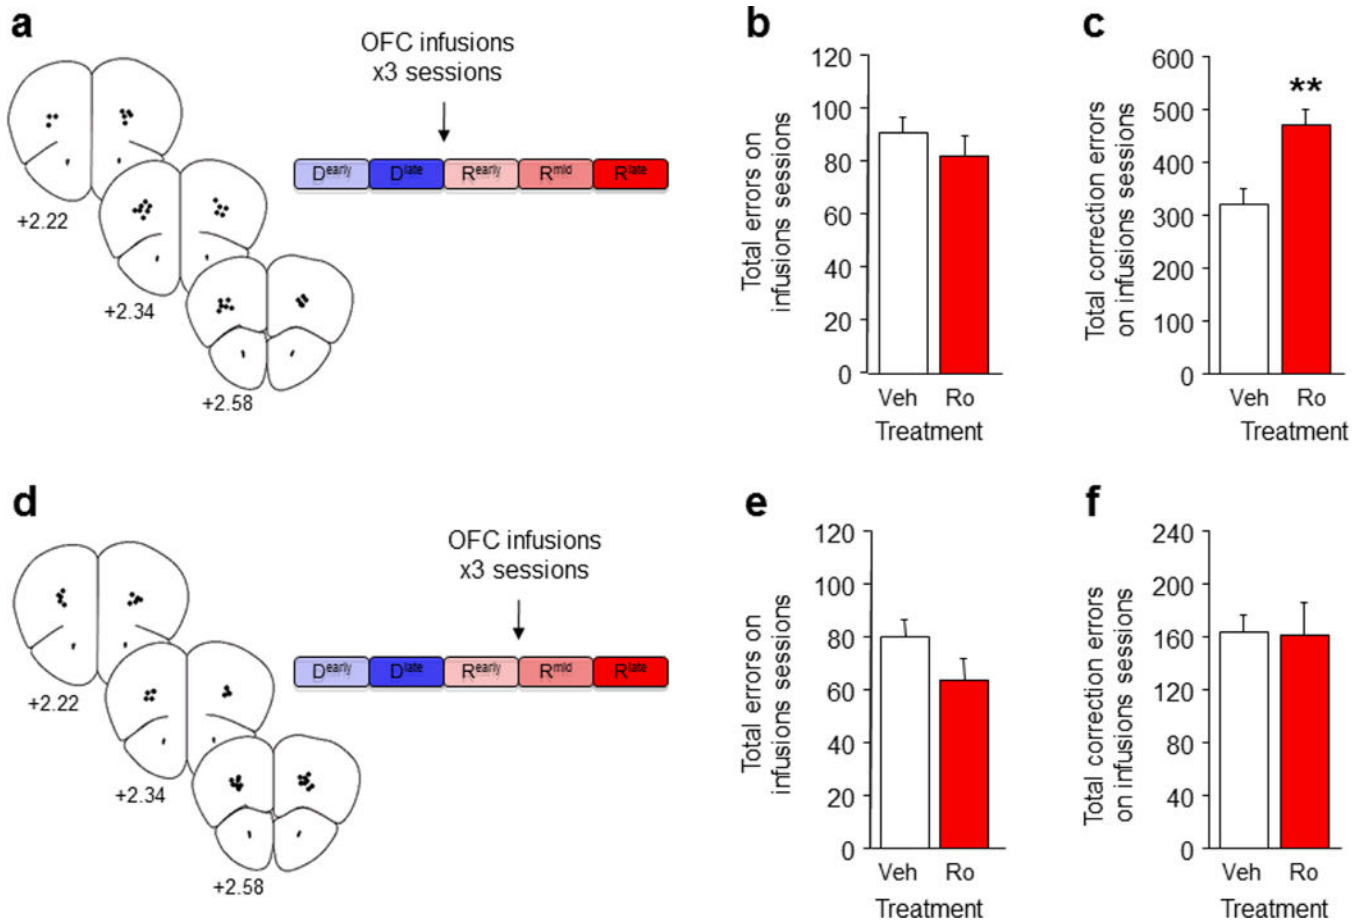 a
OFC infusions
x3 sessions
Dearly Dlate Rearly Rmid Rlate
+2.22
+2.34
+2.58
b
Total errors on
infusions sessions
120
100
80
60
40
20
0
Veh Ro
Treatment
c
Total correction errors
on infusions sessions
600
500
400
300
200
100
0
**
Veh Ro
Treatment
d
OFC infusions
x3 sessions
Dearly Dlate Rearly Rmid Rlate
+2.22
+2.34
+2.58
e
Total errors on
infusions sessions
120
100
80
60
40
20
0
Veh Ro
Treatment
f
Total correction errors
on infusions sessions
240
200
160
120
80
40
0
Veh Ro
Treatment